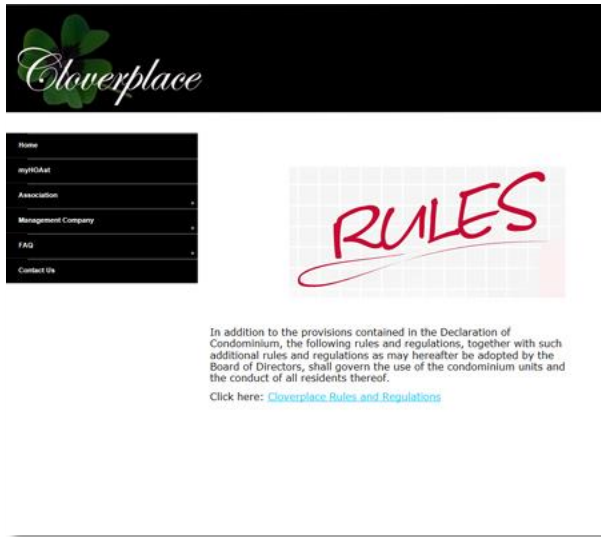 Cloverplace
Home
myHOAst
Association
Management Company
FAQ
Contact Us
RULES
In addition to the provisions contained in the Declaration of
Condominium, the following rules and regulations, together with such
additional rules and regulations as may hereafter be adopted by the
Board of Directors, shall govern the use of the condominium units and
the conduct of all residents thereof.
Click here: Cloverplace Rules and Regulations